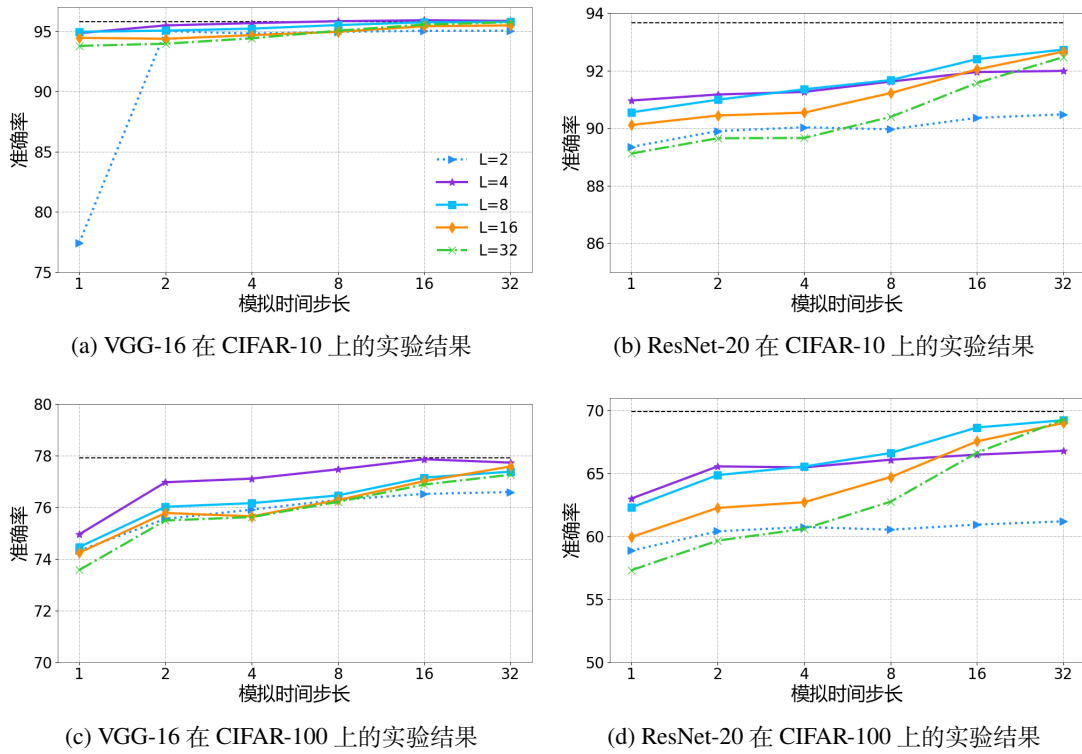 准确率
95
90
85
80
75
1
2
4
8
16
32
模拟时间步长
L=2
L=4
L=8
L=16
L=32
(a) VGG-16 在 CIFAR-10 上的实验结果
准确率
94
92
90
88
86
1
2
4
8
16
32
模拟时间步长
(b) ResNet-20 在 CIFAR-10 上的实验结果
准确率
80
78
76
74
72
70
1
2
4
8
16
32
模拟时间步长
(c) VGG-16 在 CIFAR-100 上的实验结果
准确率
70
65
60
55
50
1
2
4
8
16
32
模拟时间步长
(d) ResNet-20 在 CIFAR-100 上的实验结果